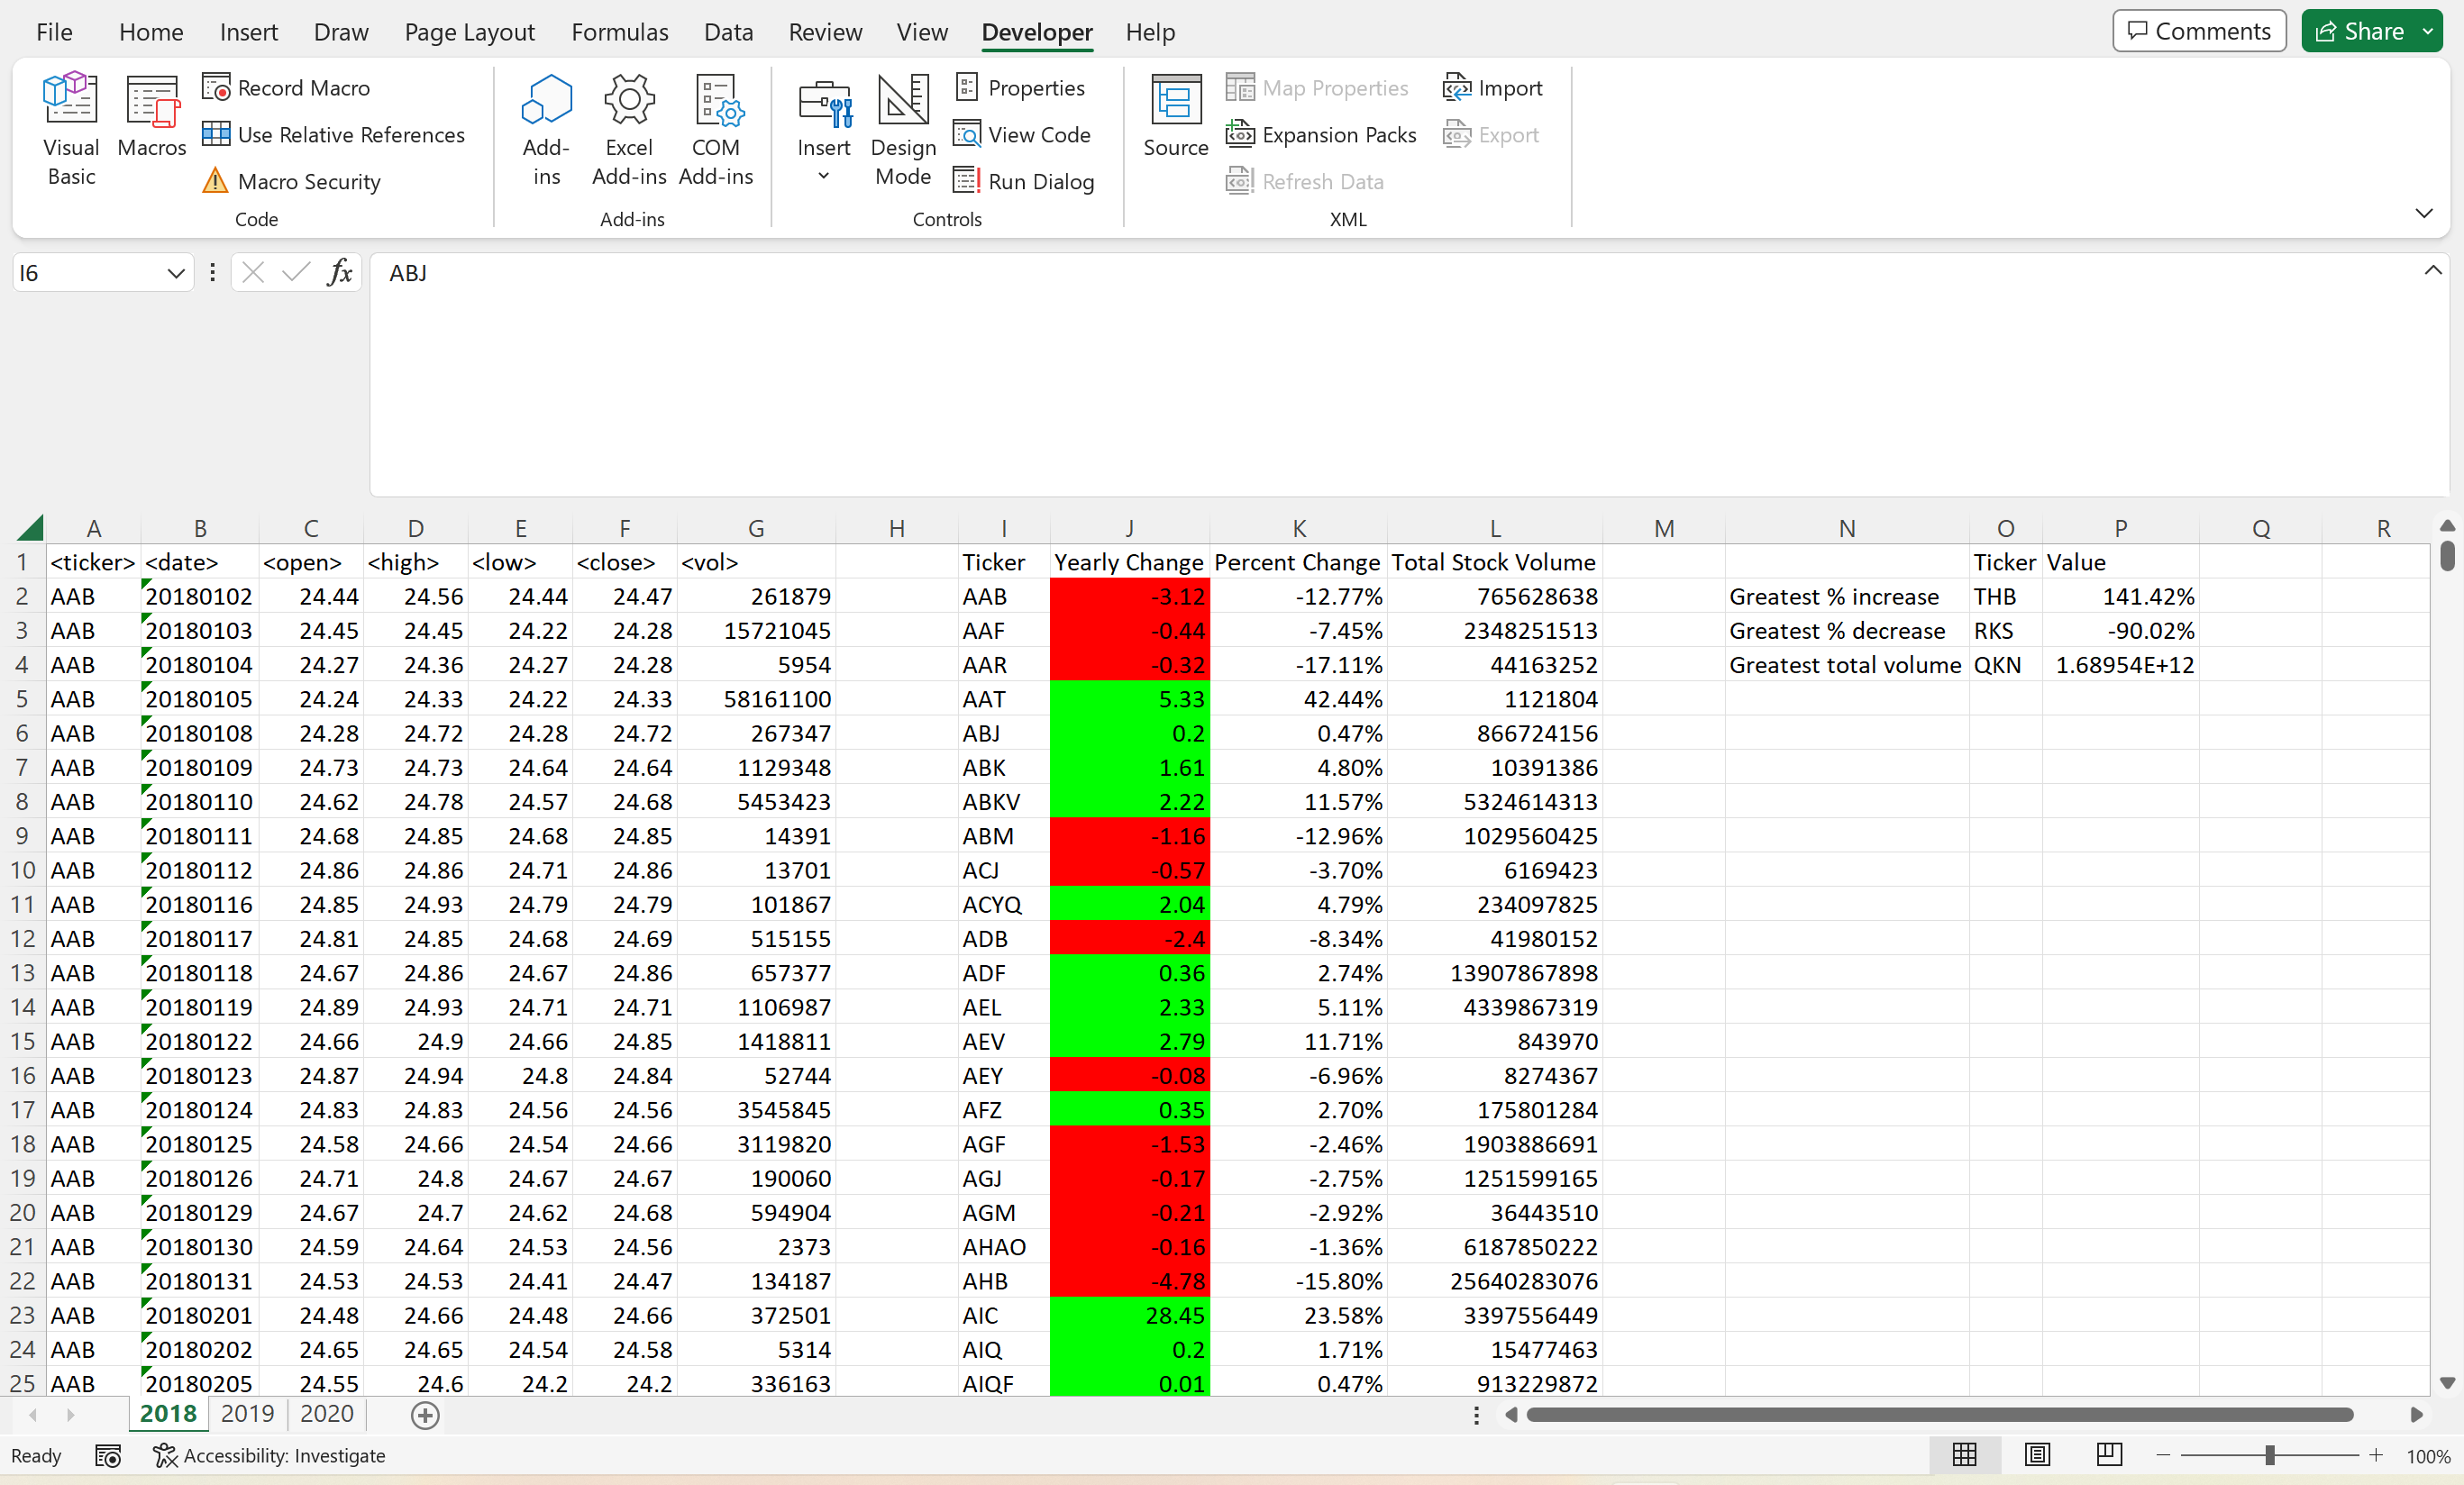 File Home Insert Draw Page Layout Formulas Data Review View Developer Help Comments Share
Visual Basic Macros Record Macro Use Relative References Macro Security Code
Add-ins Excel Add-ins COM Add-ins Add-ins
Insert Design Mode Properties View Code Run Dialog Controls
Source Map Properties Expansion Packs Refresh Data Import Export XML
I6 fx ABJ
A B C D E F G H I J K L M N O P Q R
1 <ticker> <date> <open> <high> <low> <close> <vol> Ticker Yearly Change Percent Change Total Stock Volume Ticker Value
2 AAB 20180102 24.44 24.56 24.44 24.47 261879 AAB -3.12 -12.77% 765628638 Greatest % increase THB 141.42%
3 AAB 20180103 24.45 24.45 24.22 24.28 15721045 AAF -0.44 -7.45% 2348251513 Greatest % decrease RKS -90.02%
4 AAB 20180104 24.27 24.36 24.27 24.28 5954 AAR -0.32 -17.11% 44163252 Greatest total volume QKN 1.68954E+12
5 AAB 20180105 24.24 24.33 24.22 24.33 58161100 AAT 5.33 42.44% 1121804
6 AAB 20180108 24.28 24.72 24.28 24.72 267347 ABJ 0.2 0.47% 866724156
7 AAB 20180109 24.73 24.73 24.64 24.64 1129348 ABK 1.61 4.80% 10391386
8 AAB 20180110 24.62 24.78 24.57 24.68 5453423 ABKV 2.22 11.57% 5324614313
9 AAB 20180111 24.68 24.85 24.68 24.85 14391 ABM -1.16 -12.96% 1029560425
10 AAB 20180112 24.86 24.86 24.71 24.86 13701 ACJ -0.57 -3.70% 6169423
11 AAB 20180116 24.85 24.93 24.79 24.79 101867 ACYQ 2.04 4.79% 234097825
12 AAB 20180117 24.81 24.85 24.68 24.69 515155 ADB -2.4 -8.34% 41980152
13 AAB 20180118 24.67 24.86 24.67 24.86 657377 ADF 0.36 2.74% 13907867898
14 AAB 20180119 24.89 24.93 24.71 24.71 1106987 AEL 2.33 5.11% 4339867319
15 AAB 20180122 24.66 24.9 24.66 24.85 1418811 AEV 2.79 11.71% 843970
16 AAB 20180123 24.87 24.94 24.8 24.84 52744 AEY -0.08 -6.96% 8274367
17 AAB 20180124 24.83 24.83 24.56 24.56 3545845 AFZ 0.35 2.70% 175801284
18 AAB 20180125 24.58 24.66 24.54 24.66 3119820 AGF -1.53 -2.46% 1903886691
19 AAB 20180126 24.71 24.8 24.67 24.67 190060 AGJ -0.17 -2.75% 1251599165
20 AAB 20180129 24.67 24.7 24.62 24.68 594904 AGM -0.21 -2.92% 36443510
21 AAB 20180130 24.59 24.64 24.53 24.56 2373 AHAO -0.16 -1.36% 6187850222
22 AAB 20180131 24.53 24.53 24.41 24.47 134187 AHB -4.78 -15.80% 25640283076
23 AAB 20180201 24.48 24.66 24.48 24.66 372501 AIC 28.45 23.58% 3397556449
24 AAB 20180202 24.65 24.65 24.54 24.58 5314 AIQ 0.2 1.71% 15477463
25 AAB 20180205 24.55 24.6 24.2 24.2 336163 AIQF 0.01 0.47% 913229872
2018 2019 2020
Ready Accessibility: Investigate 100%